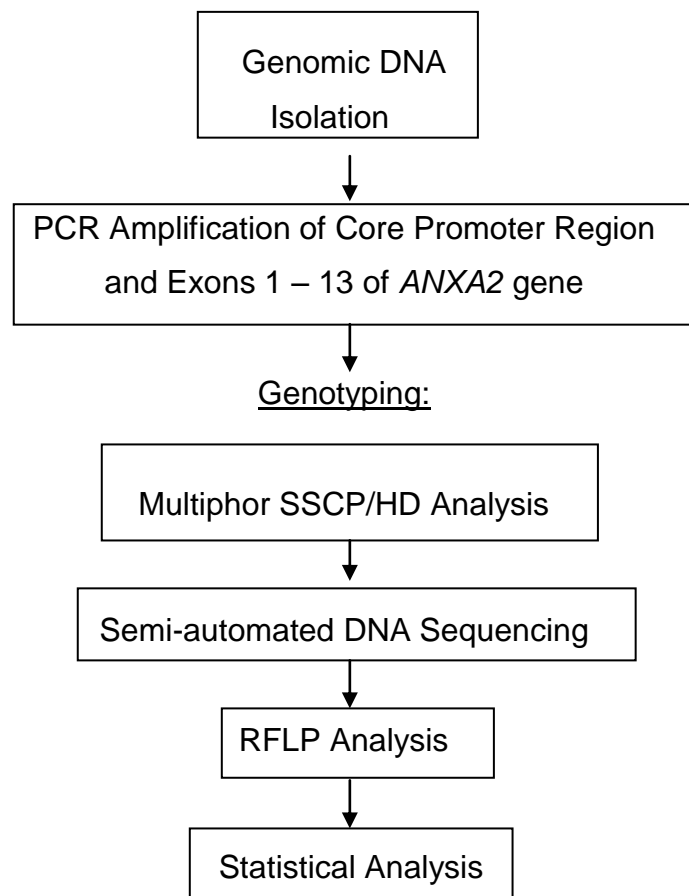 Genomic DNA
Isolation
PCR Amplification of Core Promoter Region
and Exons 1 – 13 of ANXA2 gene
Genotyping:
Multiphor SSCP/HD Analysis
Semi-automated DNA Sequencing
RFLP Analysis
Statistical Analysis